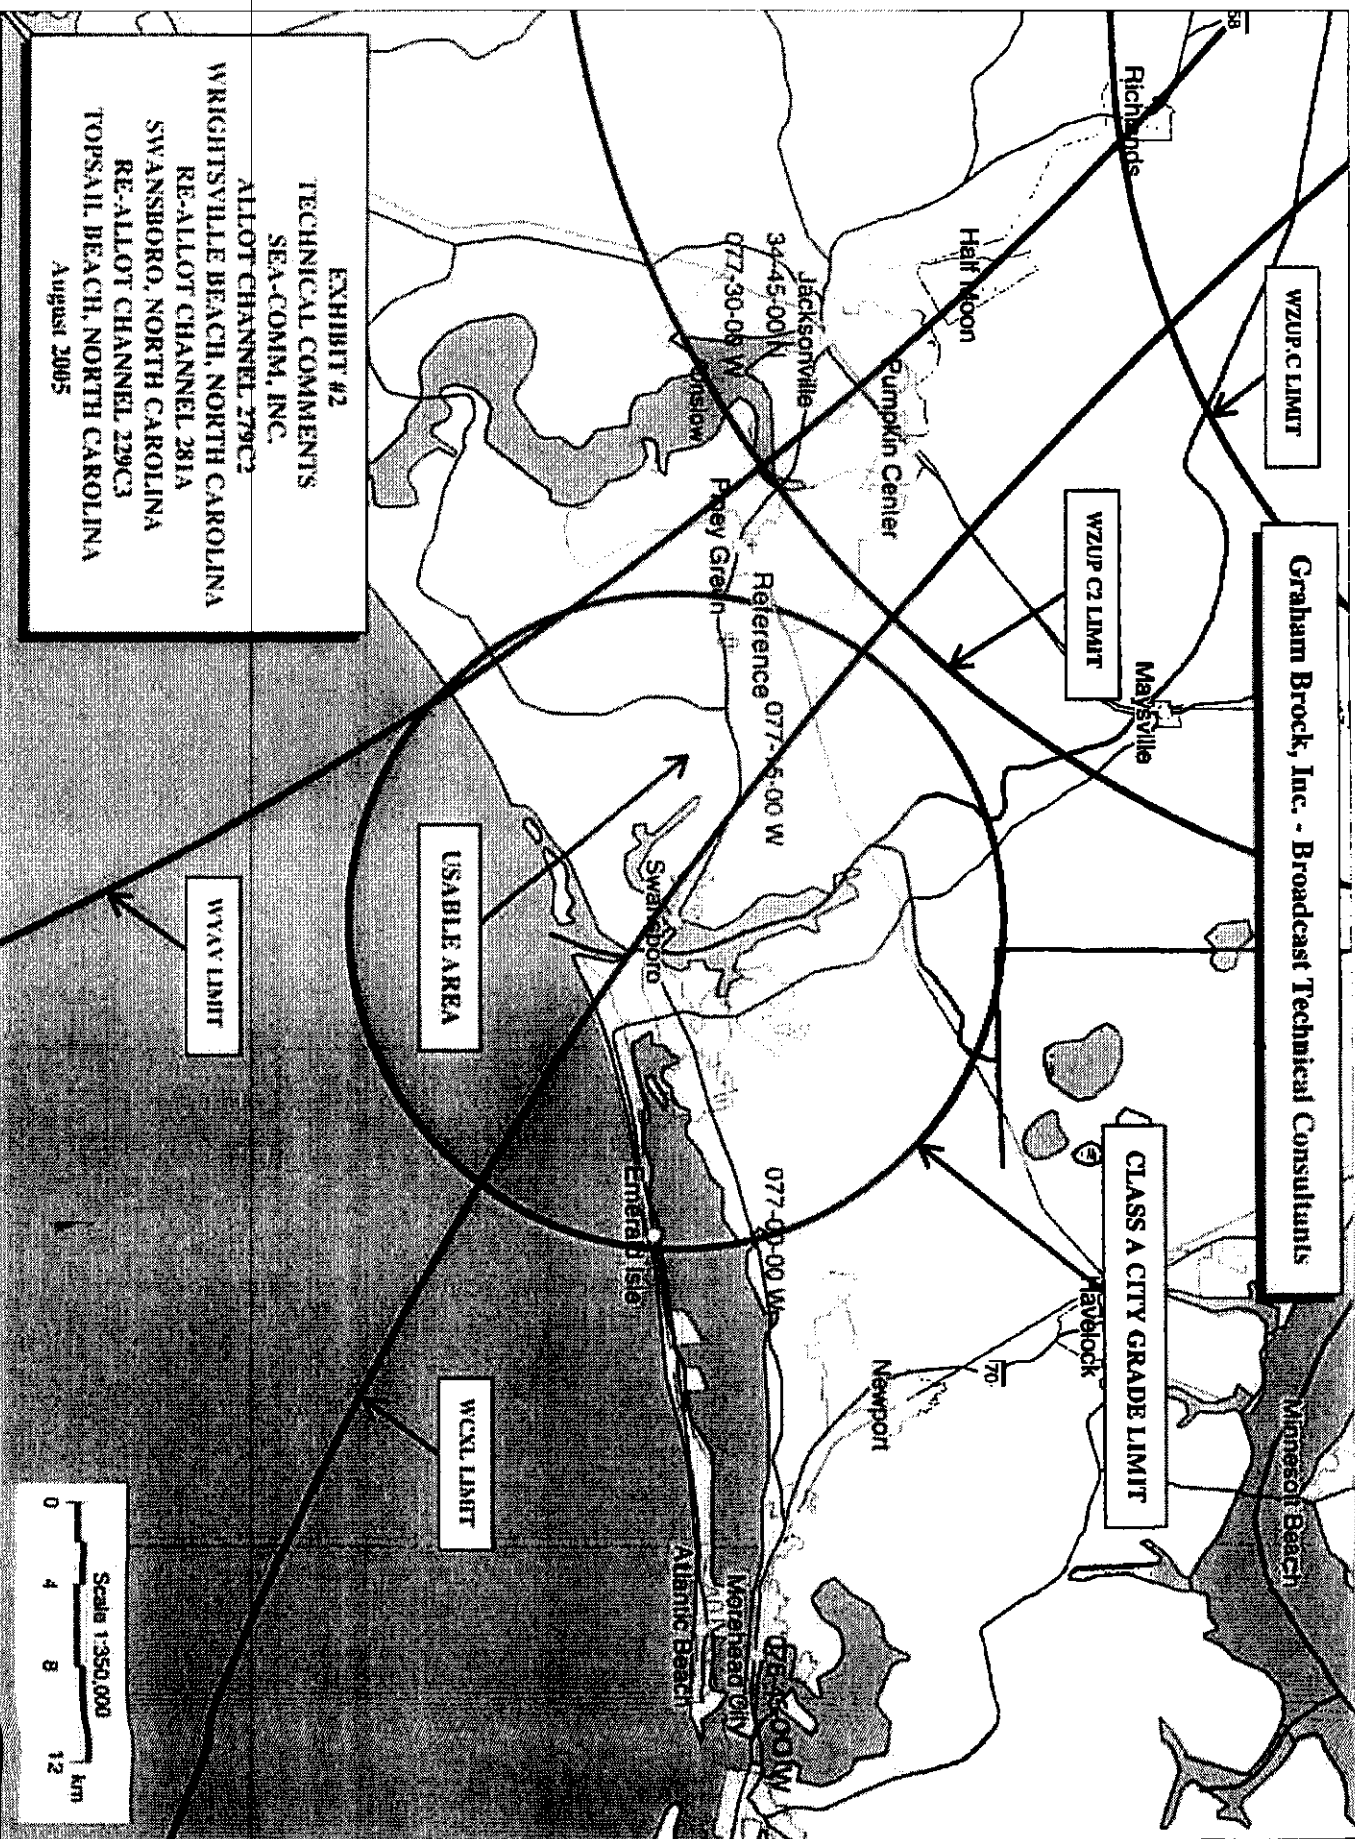 Graham Brock, Inc. - Broadcast Technical Consultants
WZUP.C LIMIT
WZUP C2 LIMIT
CLASS A CITY GRADE LIMIT
58
Richlands
Half Moon
Pumpkin Center
Jacksonville
34-45-00 N
077-30-00 W
Onslow
Piney Green
Reference
077-15-00 W
Maysville
Swansboro
Havelock
Minnesott Beach
70
Newport
077-00-00 W
Emerald Isle
Morehead City
Atlantic Beach
USABLE AREA
WYAV LIMIT
WCXL LIMIT
EXHIBIT #2
TECHNICAL COMMENTS
SEA-COMM, INC.
ALLOT CHANNEL 279C2
WRIGHTSVILLE BEACH, NORTH CAROLINA
RE-ALLOT CHANNEL 281A
SWANSBORO, NORTH CAROLINA
RE-ALLOT CHANNEL 229C3
TOPSAIL BEACH, NORTH CAROLINA
August 2005
Scale 1:350,000
0 4 8 12
km